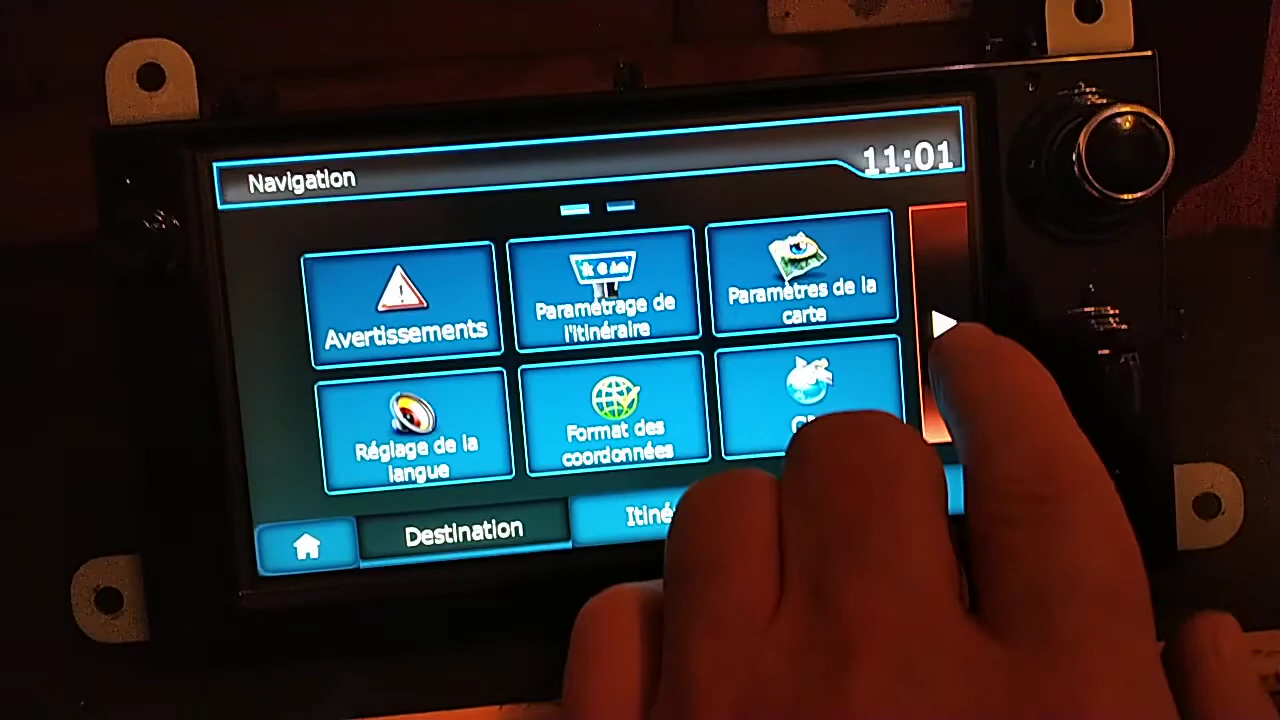 Navigation
11:01
Avertissements
Paramétrage de
l'itinéraire
Paramètres de la
carte
Réglage de la
langue
Format des
coordonnées
Destination